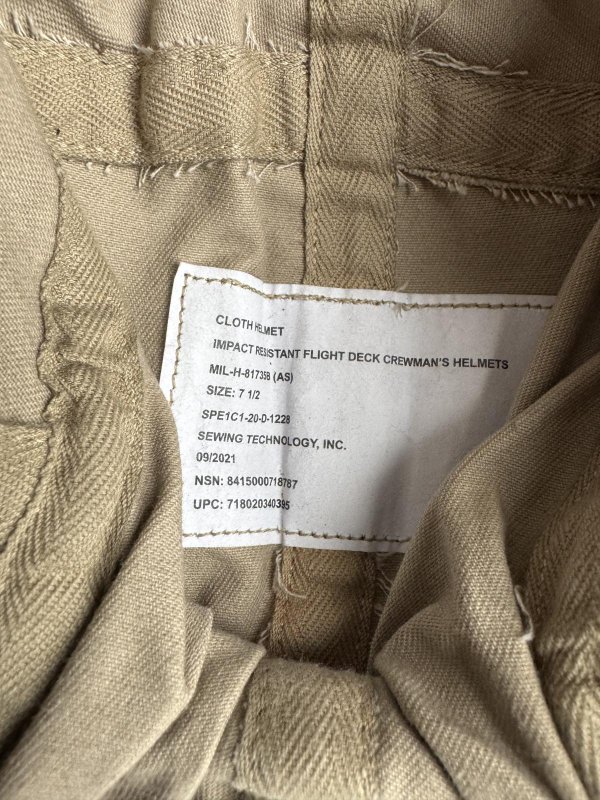 CLOTH HELMET
IMPACT RESISTANT FLIGHT DECK CREWMAN'S HELMETS
MIL-H-81735B (AS)
SIZE: 7 1/2
SPE1C1-20-D-1228
SEWING TECHNOLOGY, INC.
09/2021
NSN: 8415000718787
UPC: 718020340395